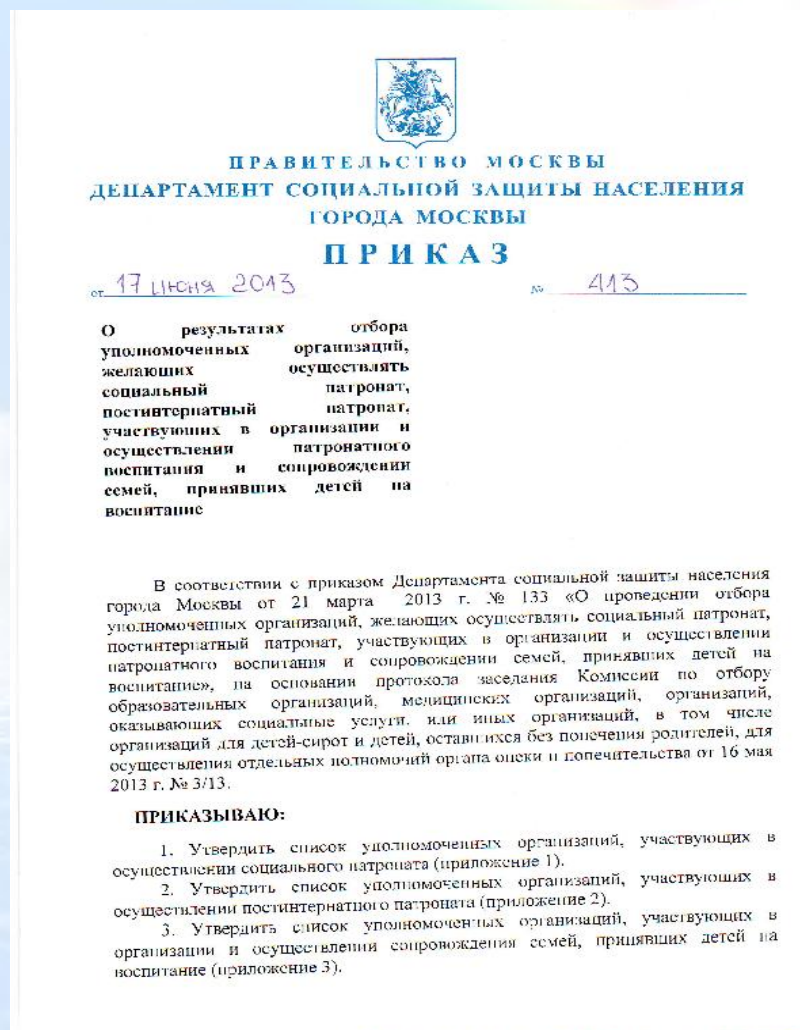 ПРАВИТЕЛЬСТВО МОСКВЫ
ДЕПАРТАМЕНТ СОЦИАЛЬНОЙ ЗАЩИТЫ НАСЕЛЕНИЯ
ГОРОДА МОСКВЫ
ПРИКАЗ
от 17 июня 2013 № 413
О результатах отбора
уполномоченных организаций,
желающих осуществлять
социальный патронат,
постинтернатный патронат,
участвующих в организации и
осуществлении патронатного
воспитания и сопровождении
семей, принявших детей на
воспитание
В соответствии с приказом Департамента социальной защиты населения
города Москвы от 21 марта 2013 г. № 133 «О проведении отбора
уполномоченных организаций, желающих осуществлять социальный патронат,
постинтернатный патронат, участвующих в организации и осуществлении
патронатного воспитания и сопровождении семей, принявших детей на
воспитание», на основании протокола заседания Комиссии по отбору
образовательных организаций, медицинских организаций, организаций,
оказывающих социальные услуги, или иных организаций, в том числе
организаций для детей-сирот и детей, оставшихся без попечения родителей, для
осуществления отдельных полномочий органа опеки и попечительства от 16 мая
2013 г. № 3/13.
ПРИКАЗЫВАЮ:
1. Утвердить список уполномоченных организаций, участвующих в
осуществлении социального патроната (приложение 1).
2. Утвердить список уполномоченных организаций, участвующих в
осуществлении постинтернатного патроната (приложение 2).
3. Утвердить список уполномоченных организаций, участвующих в
организации и осуществлении сопровождения семей, принявших детей на
воспитание (приложение 3).